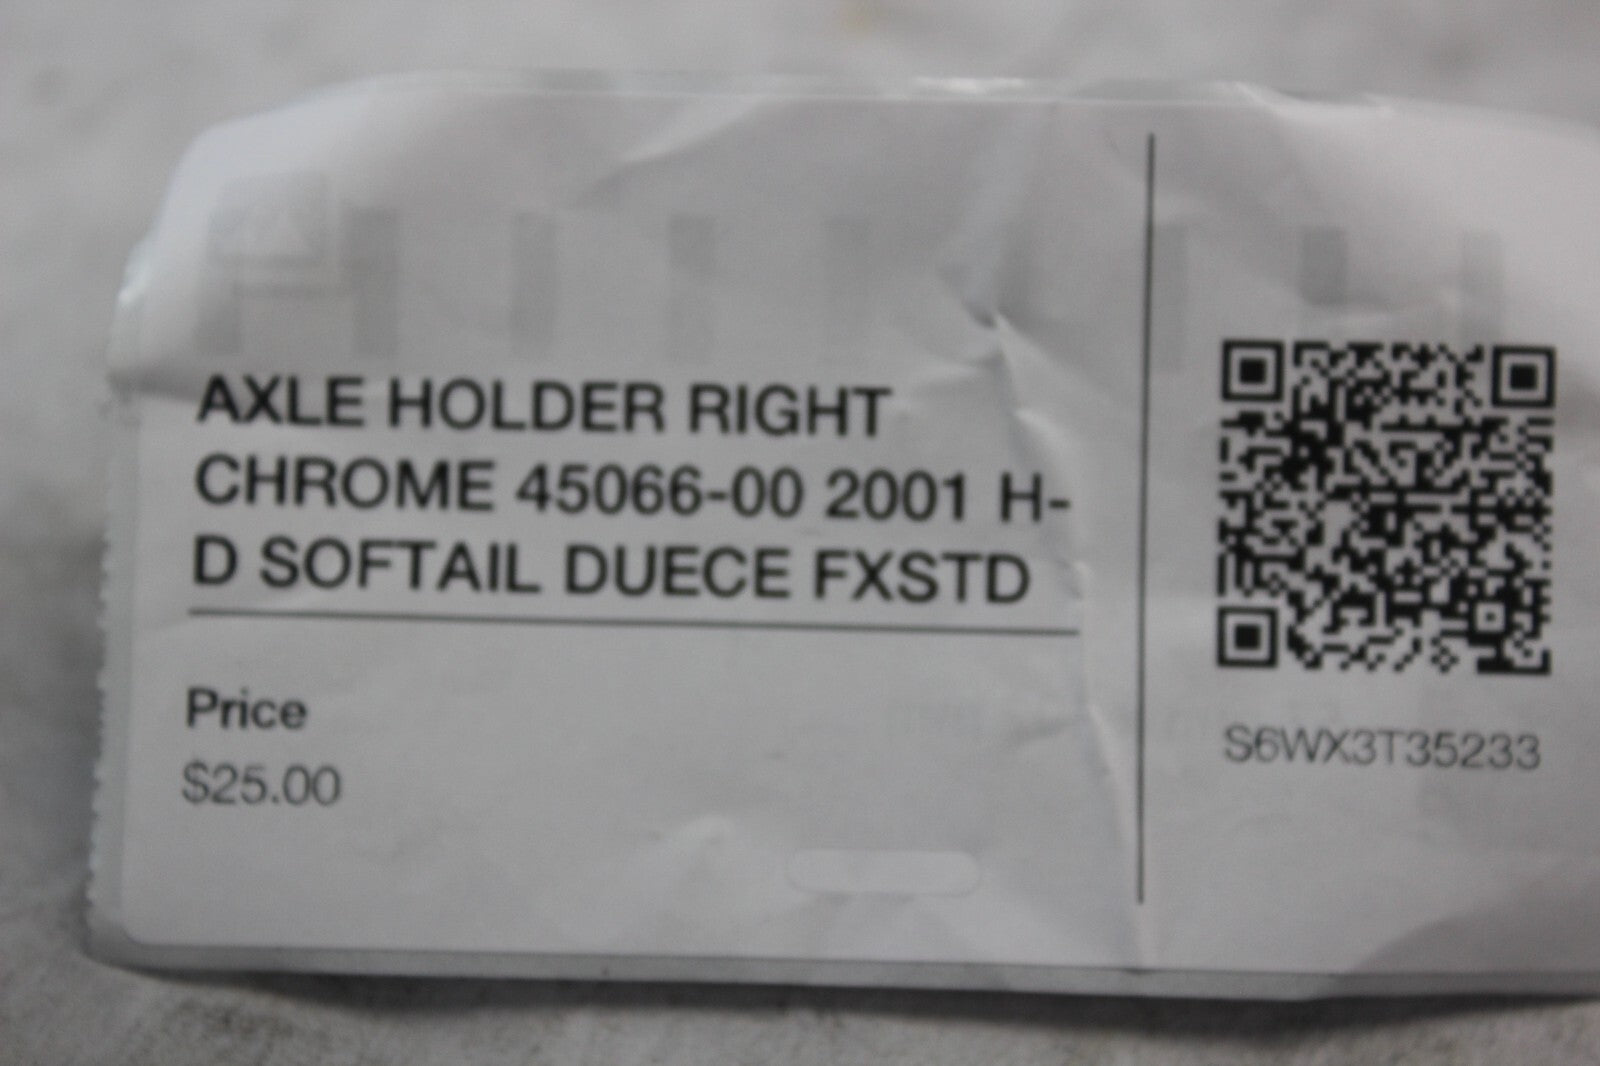 AXLE HOLDER RIGHT
CHROME 45066-00 2001 H-
D SOFTAIL DUECE FXSTD
Price
$25.00
S6WX3T35233